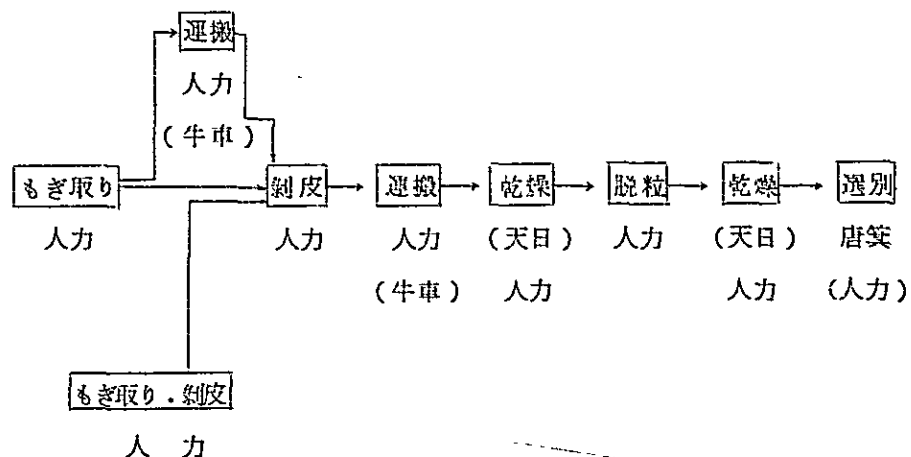 運搬
人力
(牛車)
もぎ取り 剝皮 運搬 乾燥 脱粒 乾燥 選別
人力 人力 人力 (天日) 人力 (天日) 唐箕
(牛車) 人力 人力 (人力)
もぎ取り.剝皮
人 力